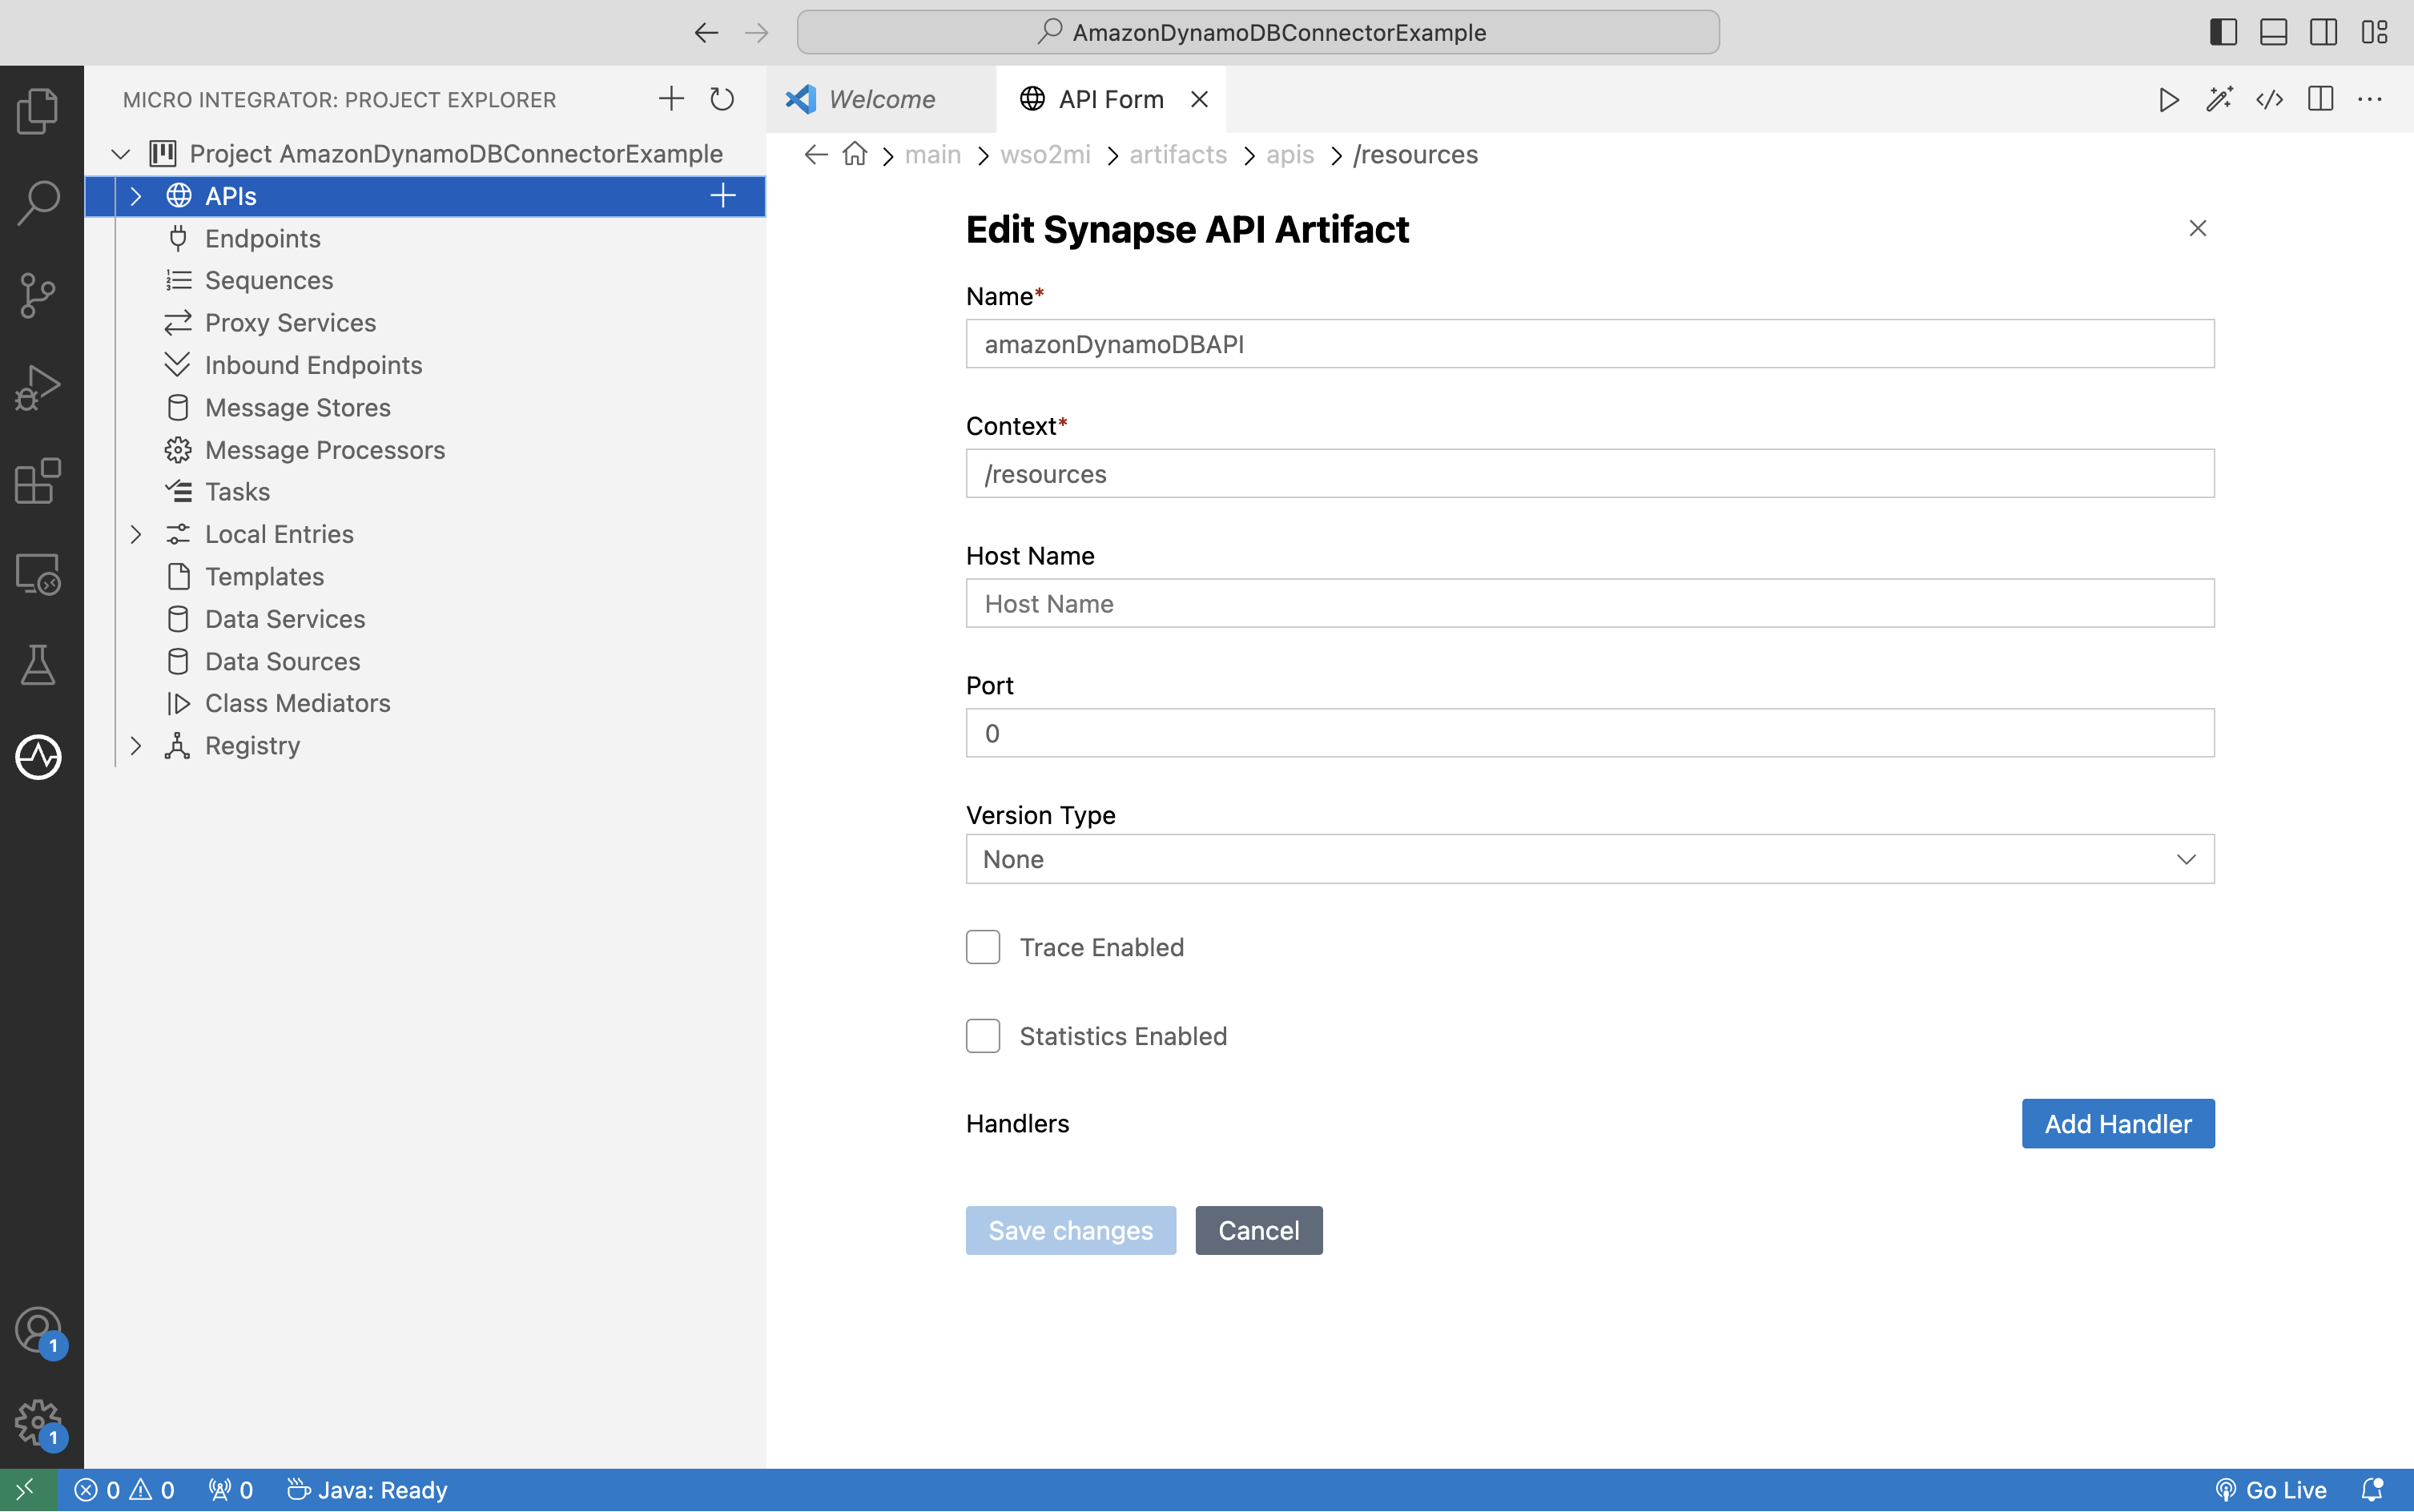 AmazonDynamoDBConnectorExample
MICRO INTEGRATOR: PROJECT EXPLORER
Project AmazonDynamoDBConnectorExample
APIs
Endpoints
Sequences
Proxy Services
Inbound Endpoints
Message Stores
Message Processors
Tasks
Local Entries
Templates
Data Services
Data Sources
Class Mediators
Registry
Welcome
API Form
main wso2mi artifacts apis /resources
Edit Synapse API Artifact
Name*
amazonDynamoDBAPI
Context*
/resources
Host Name
Host Name
Port
0
Version Type
None
Trace Enabled
Statistics Enabled
Handlers
Add Handler
Save changes
Cancel
1
1
0 0 0 Java: Ready
Go Live